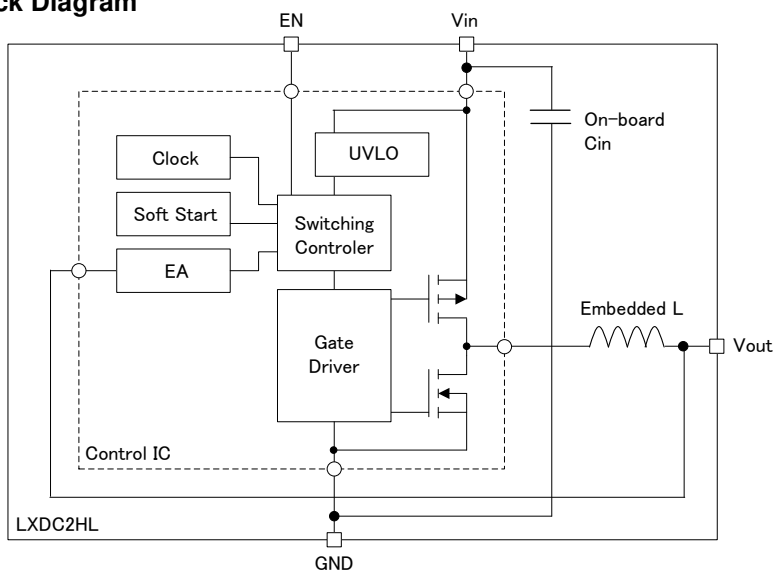 ck Diagram
EN
Vin
On-board
Cin
UVLO
Clock
Soft Start
Switching
Controler
EA
Embedded L
Gate
Driver
Vout
Control IC
LXDC2HL
GND